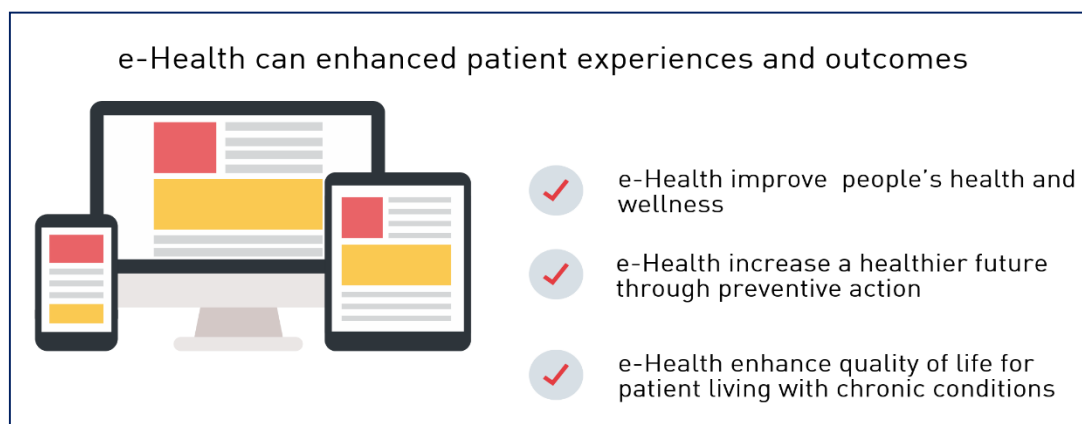 e-Health can enhanced patient experiences and outcomes
e-Health improve people's health and
wellness
e-Health increase a healthier future
through preventive action
e-Health enhance quality of life for
patient living with chronic conditions